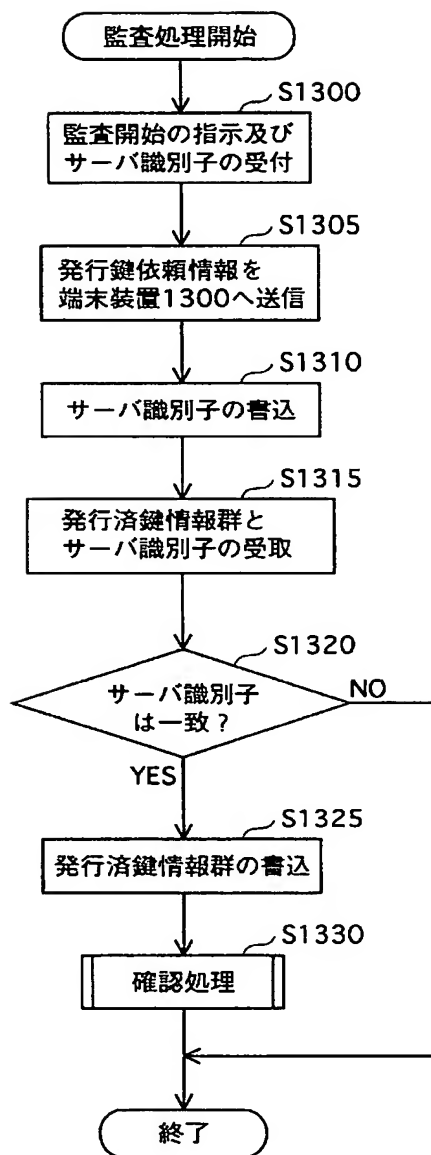 監査処理開始
S1300
監査開始の指示及び
サーバ識別子の受付
S1305
発行鍵依頼情報を
端末装置1300へ送信
S1310
サーバ識別子の書込
S1315
発行済鍵情報群と
サーバ識別子の受取
S1320
サーバ識別子
は一致?
NO
YES
S1325
発行済鍵情報群の書込
S1330
確認処理
終了